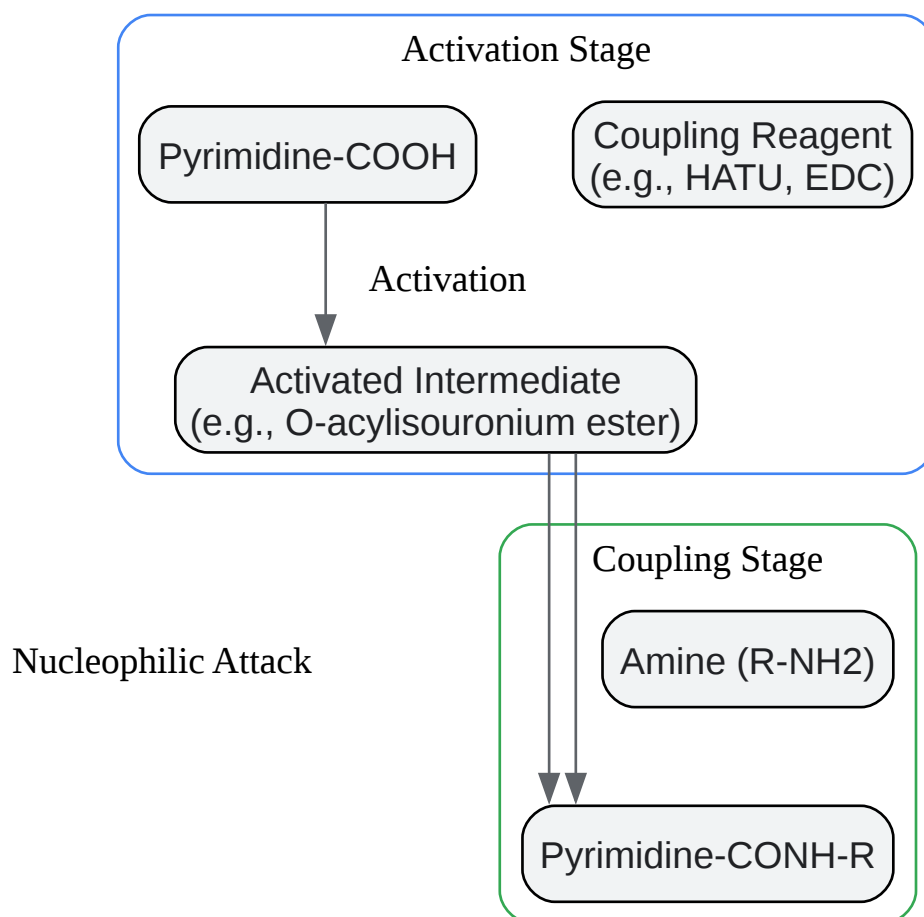 Activation Stage
Pyrimidine-COOH
Coupling Reagent
(e.g., HATU, EDC)
Activation
Activated Intermediate
(e.g., O-acylisouronium ester)
Coupling Stage
Nucleophilic Attack
Amine (R-NH2)
Pyrimidine-CONH-R